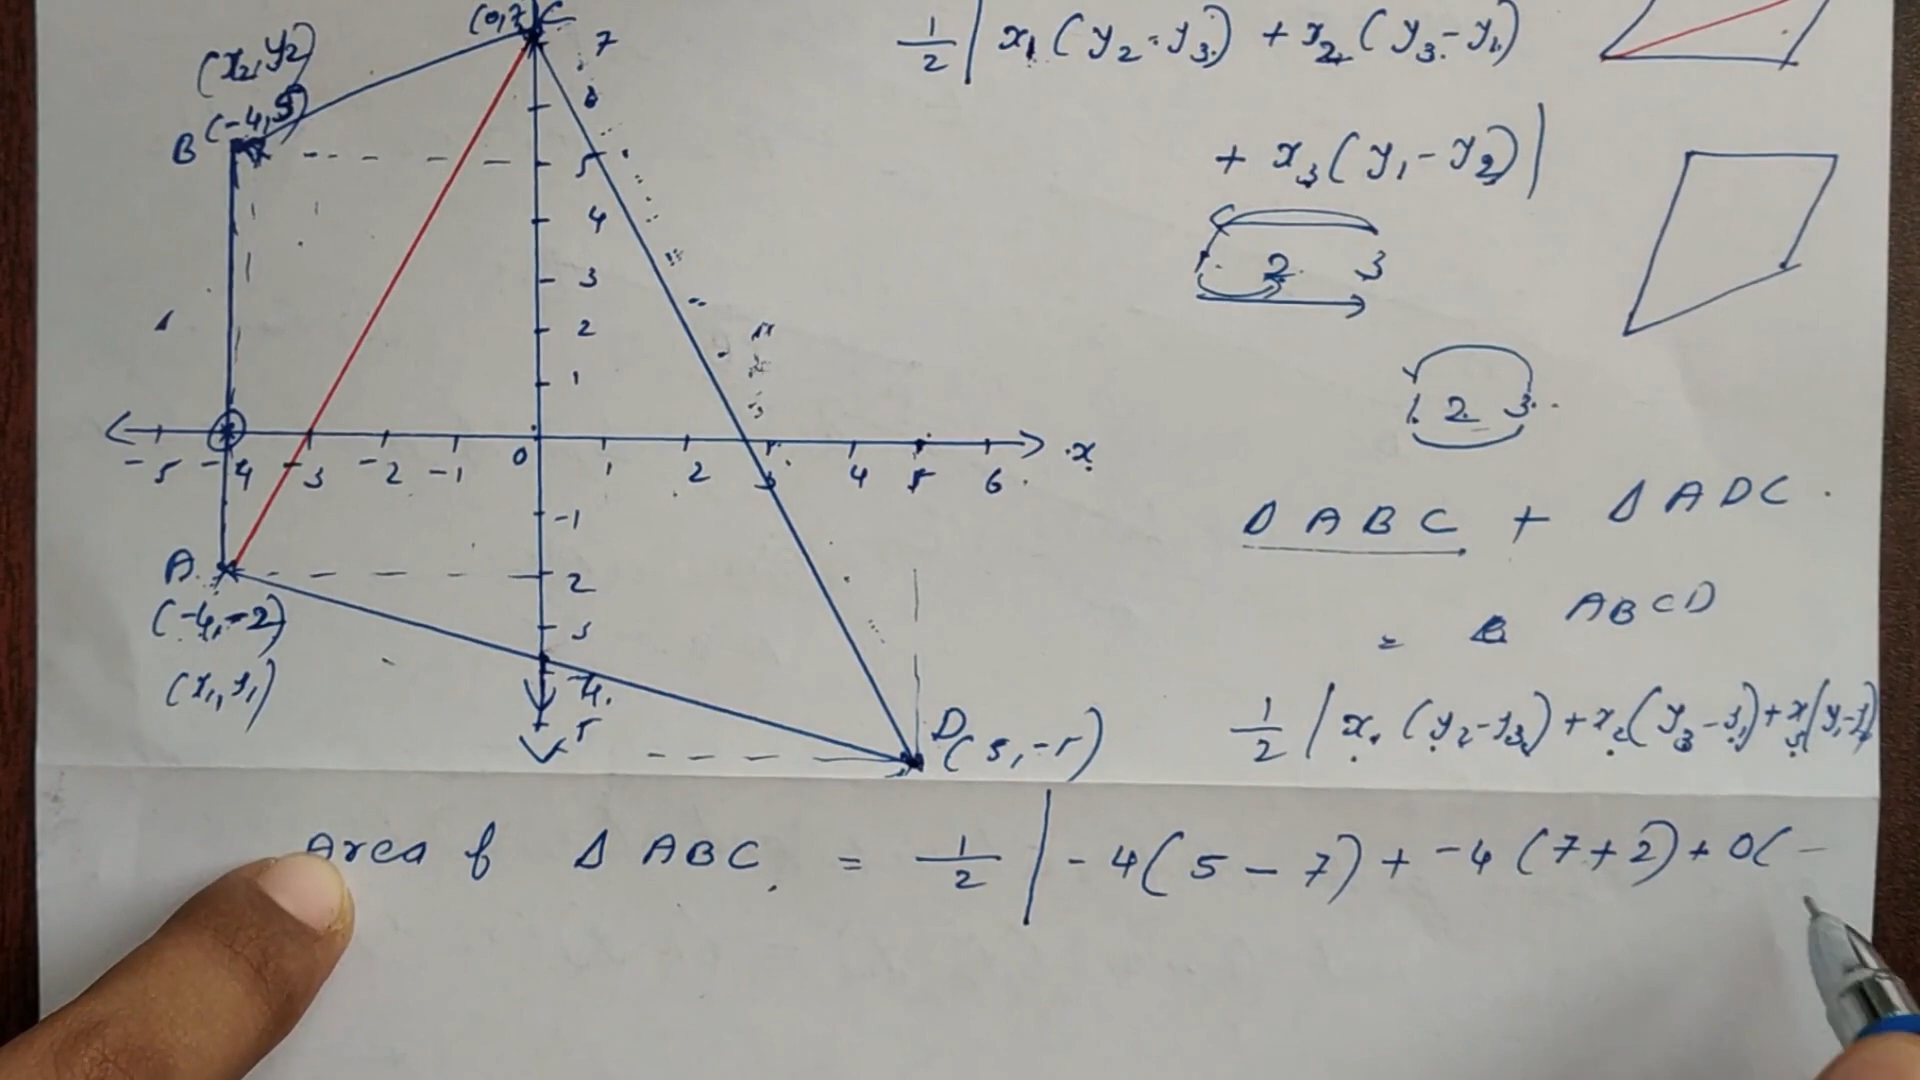 (0,7) C
7
(x₂, y₂)
(-4, 5)
B
6
5
4
3
2
1
-5 -4 -3 -2 -1 0 1 2 3 4 5 6 x
-1
A
(-4, -2)
(x₁, y₁)
2
3
-4
5
D(5, -5)
1/2 | x₁ (y₂ - y₃) + x₂ (y₃ - y₁)
+ x₃ (y₁ - y₂) |
1 2 3
1 2 3
Δ ABC + Δ ADC
= ABCD
1/2 | x₁ (y₂ - y₃) + x₂ (y₃ - y₁) + x₃ (y₁ - y
Area of Δ ABC = 1/2 | -4 (5 - 7) + -4 (7 + 2) + 0 ( -